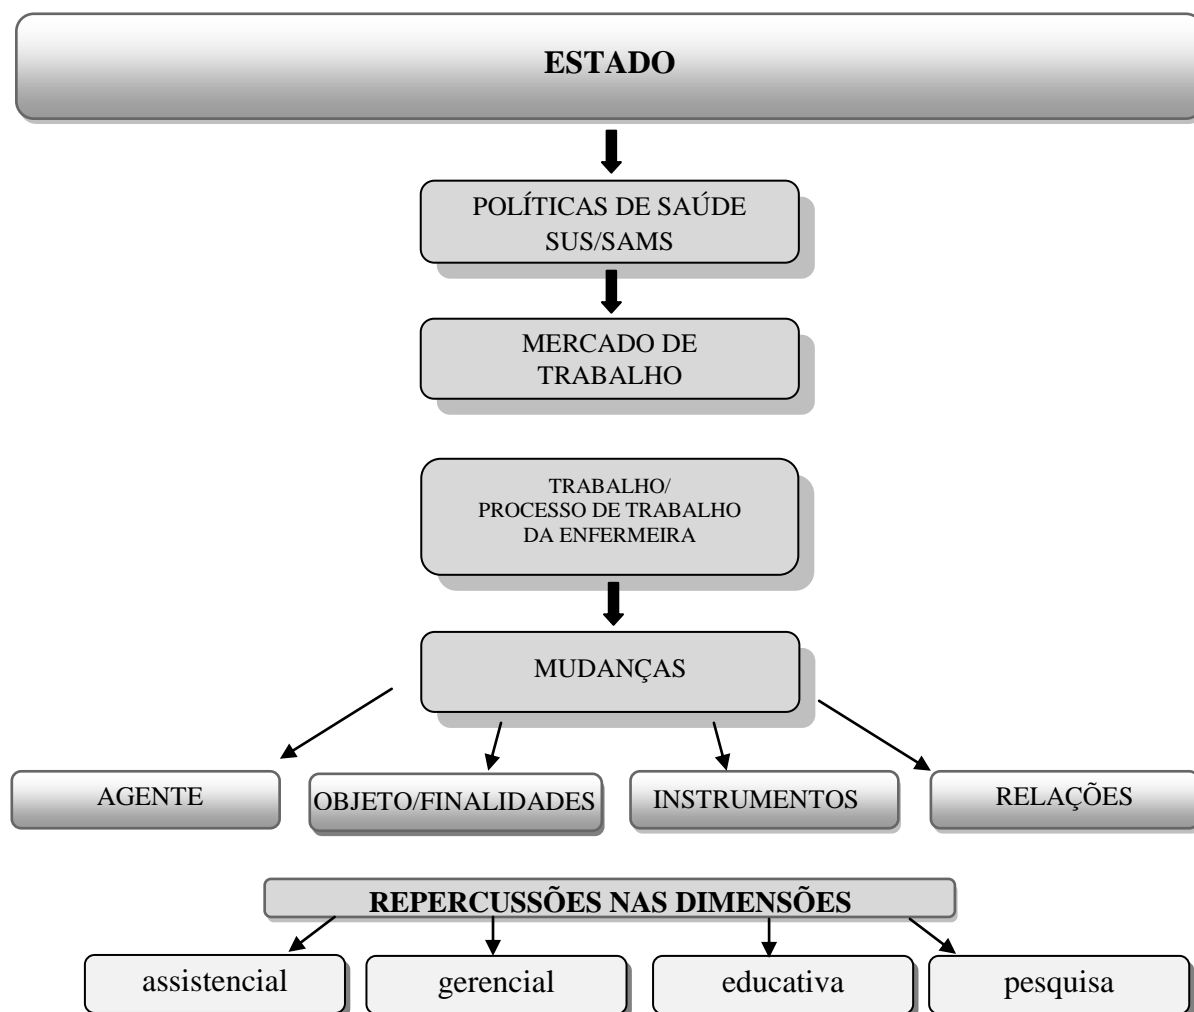 ESTADO
POLÍTICAS DE SAÚDE
SUS/SAMS
MERCADO DE
TRABALHO
TRABALHO/
PROCESSO DE TRABALHO
DA ENFERMEIRA
MUDANÇAS
AGENTE
OBJETO/FINALIDADES
INSTRUMENTOS
RELAÇÕES
REPERCUSSÕES NAS DIMENSÕES
assistencial
gerencial
educativa
pesquisa